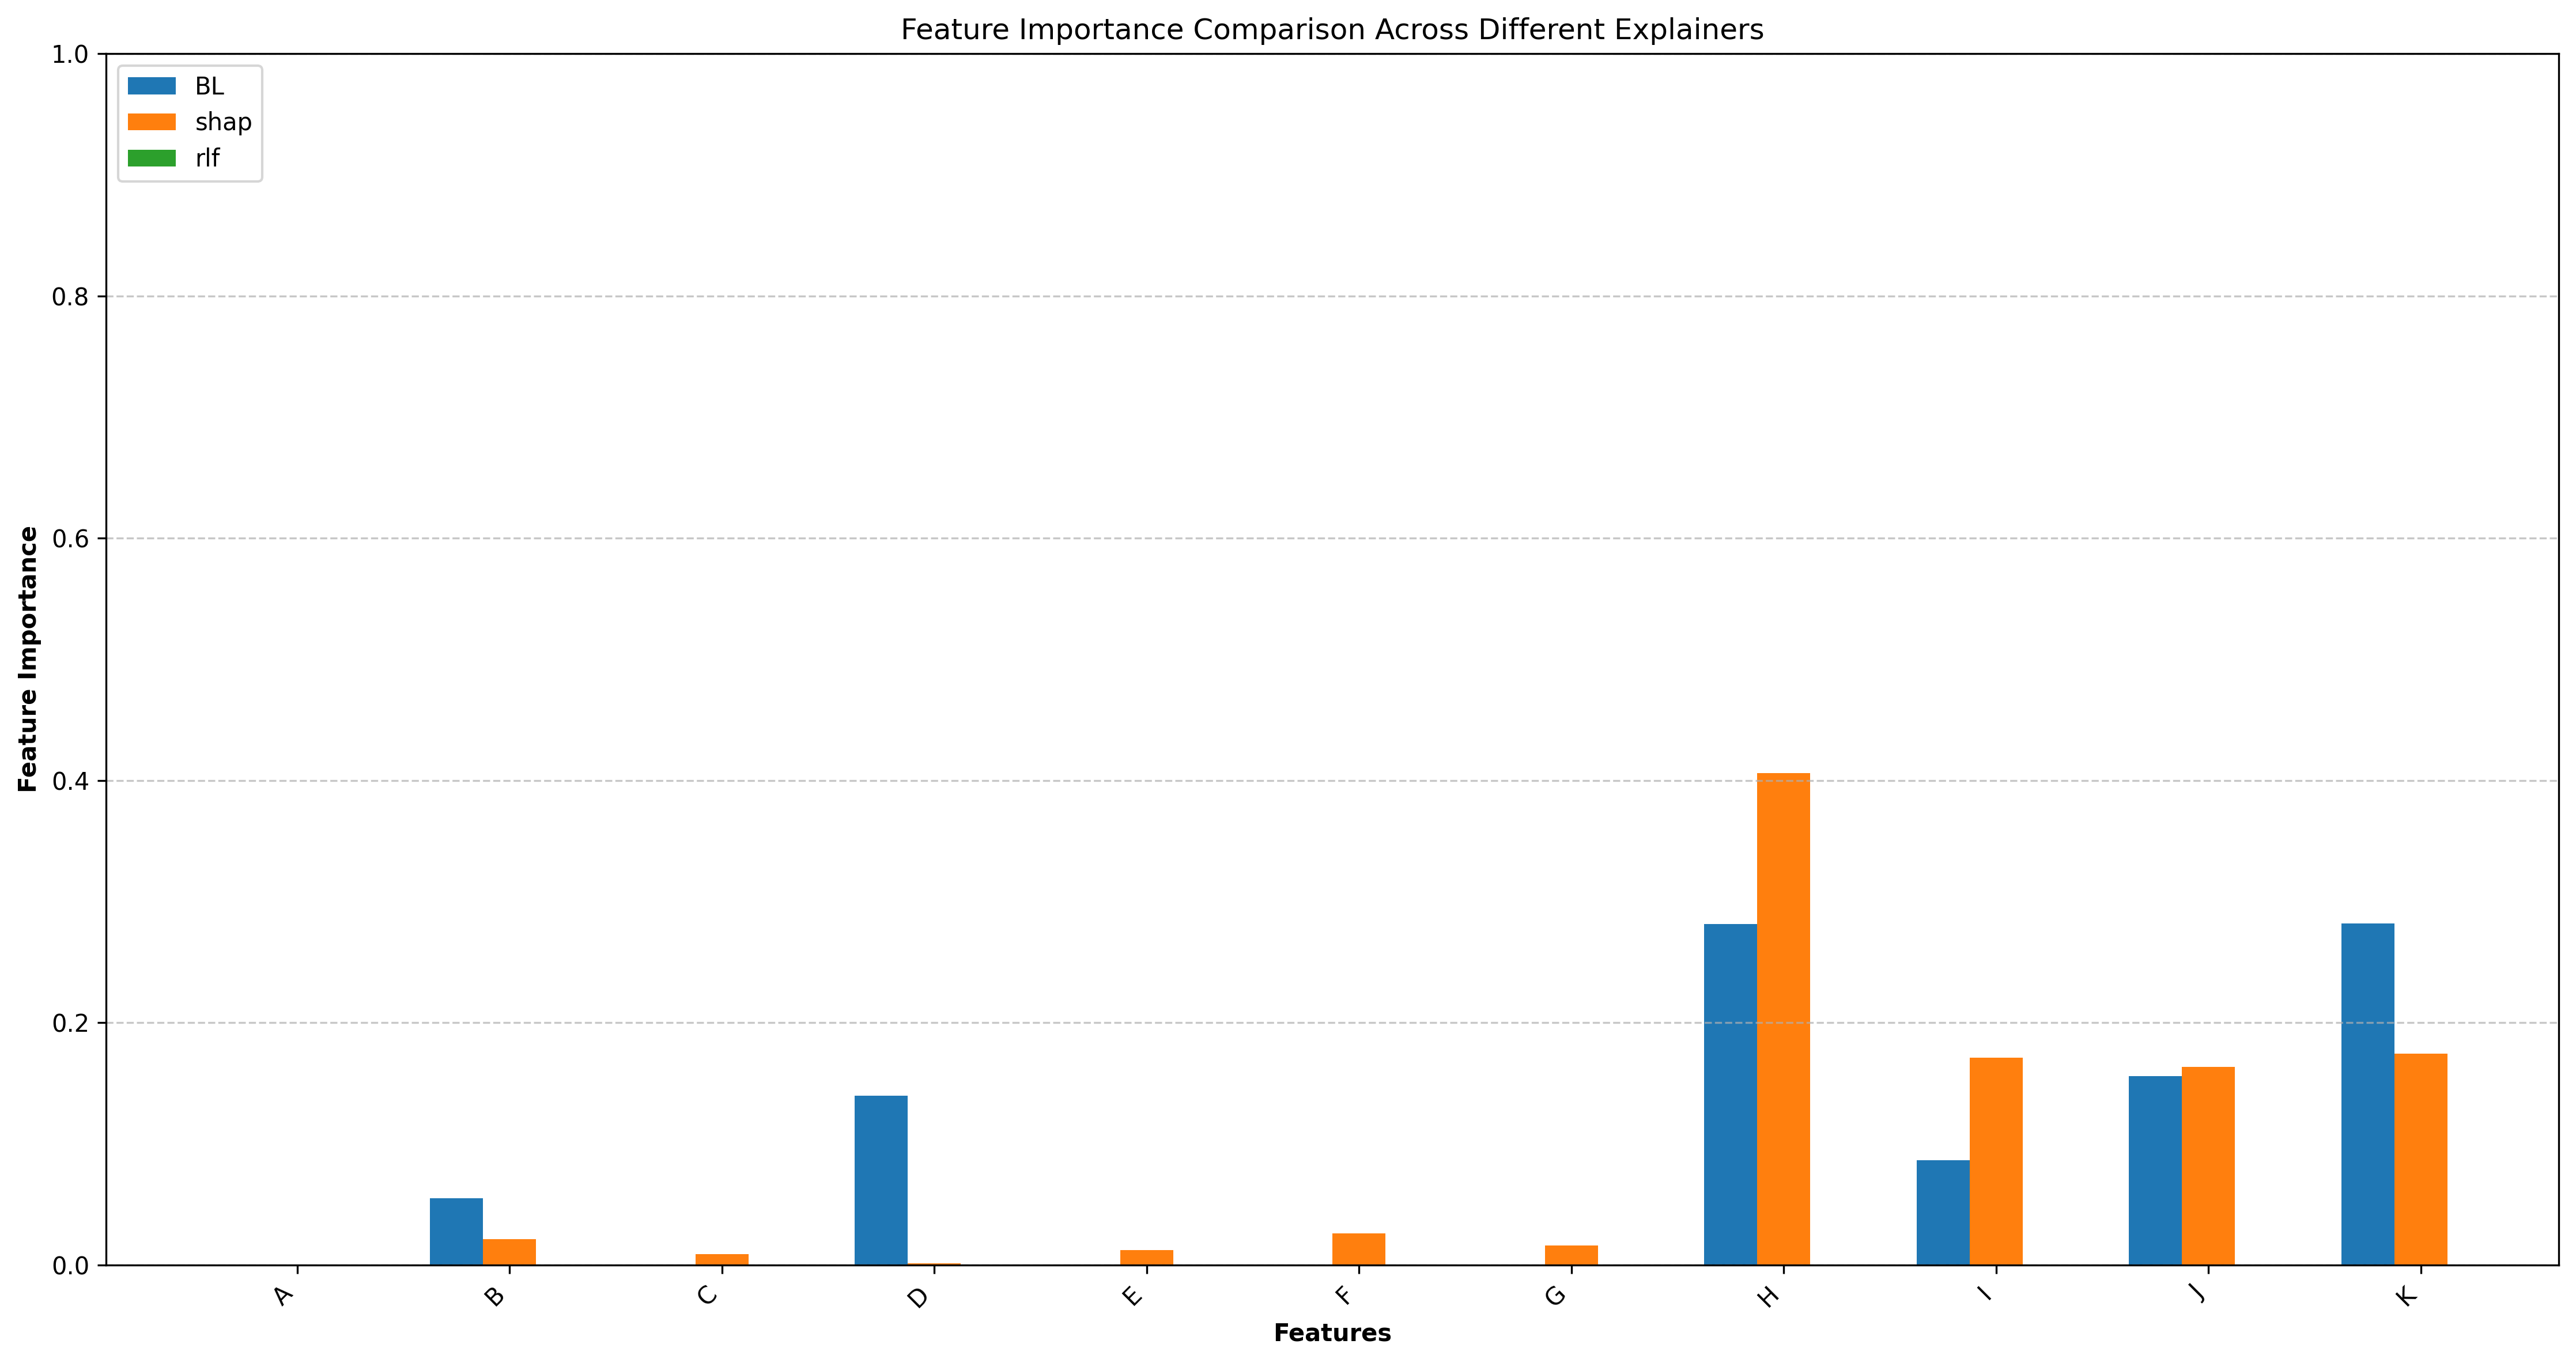 Feature Importance Comparison Across Different Explainers
1.0
BL
shap
rlf
0.8
0.6
0.4
0.2
0.0
Feature Importance
A
B
C
D
E
F
G
H
I
J
K
Features